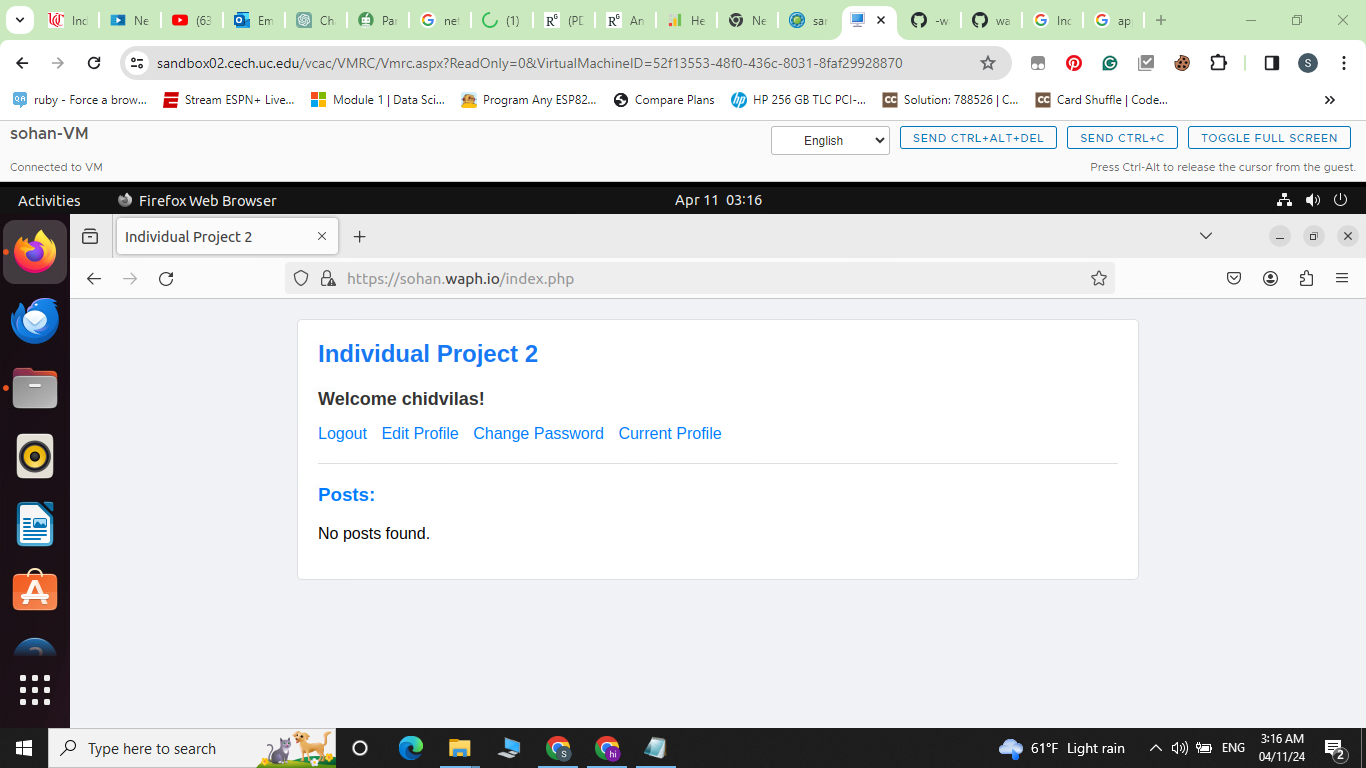 Ind
Ne
(63
Em
Ch
Par
net
(1)
(PD
An
He
Ne
sar
-wa
wa
Inc
ap
sandbox02.cech.uc.edu/vcac/VMRC/Vmrc.aspx?ReadOnly=0&VirtualMachineID=52f13553-48f0-436c-8031-8faf29928870
S
ruby - Force a brow...
Stream ESPN+ Live...
Module 1 | Data Sci...
Program Any ESP82...
Compare Plans
HP 256 GB TLC PCI-...
Solution: 788526 | C...
Card Shuffle | Code...
sohan-VM
English
SEND CTRL+ALT+DEL
SEND CTRL+C
TOGGLE FULL SCREEN
Connected to VM
Press Ctrl-Alt to release the cursor from the guest.
Activities
Firefox Web Browser
Apr 11 03:16
Individual Project 2
https://sohan.waph.io/index.php
Individual Project 2
Welcome chidvilas!
Logout Edit Profile Change Password Current Profile
Posts:
No posts found.
Type here to search
61°F Light rain
ENG
3:16 AM
04/11/24
2